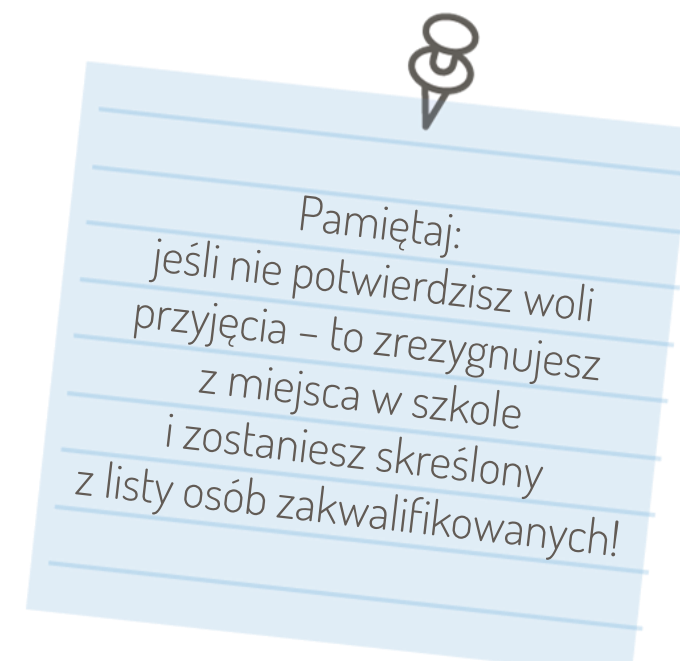 Pamiętaj:
jeśli nie potwierdzisz woli
przyjęcia – to zrezygnujesz
z miejsca w szkole
i zostaniesz skreślony
z listy osób zakwalifikowanych!